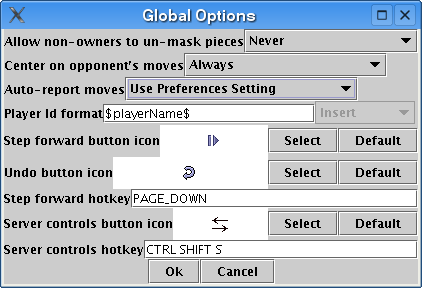 Global Options
Allow non-owners to un-mask pieces Never
Center on opponent's moves Always
Auto-report moves Use Preferences Setting
Player Id format $playerName$ Insert
Step forward button icon Select Default
Undo button icon Select Default
Step forward hotkey PAGE_DOWN
Server controls button icon Select Default
Server controls hotkey CTRL SHIFT S
Ok Cancel